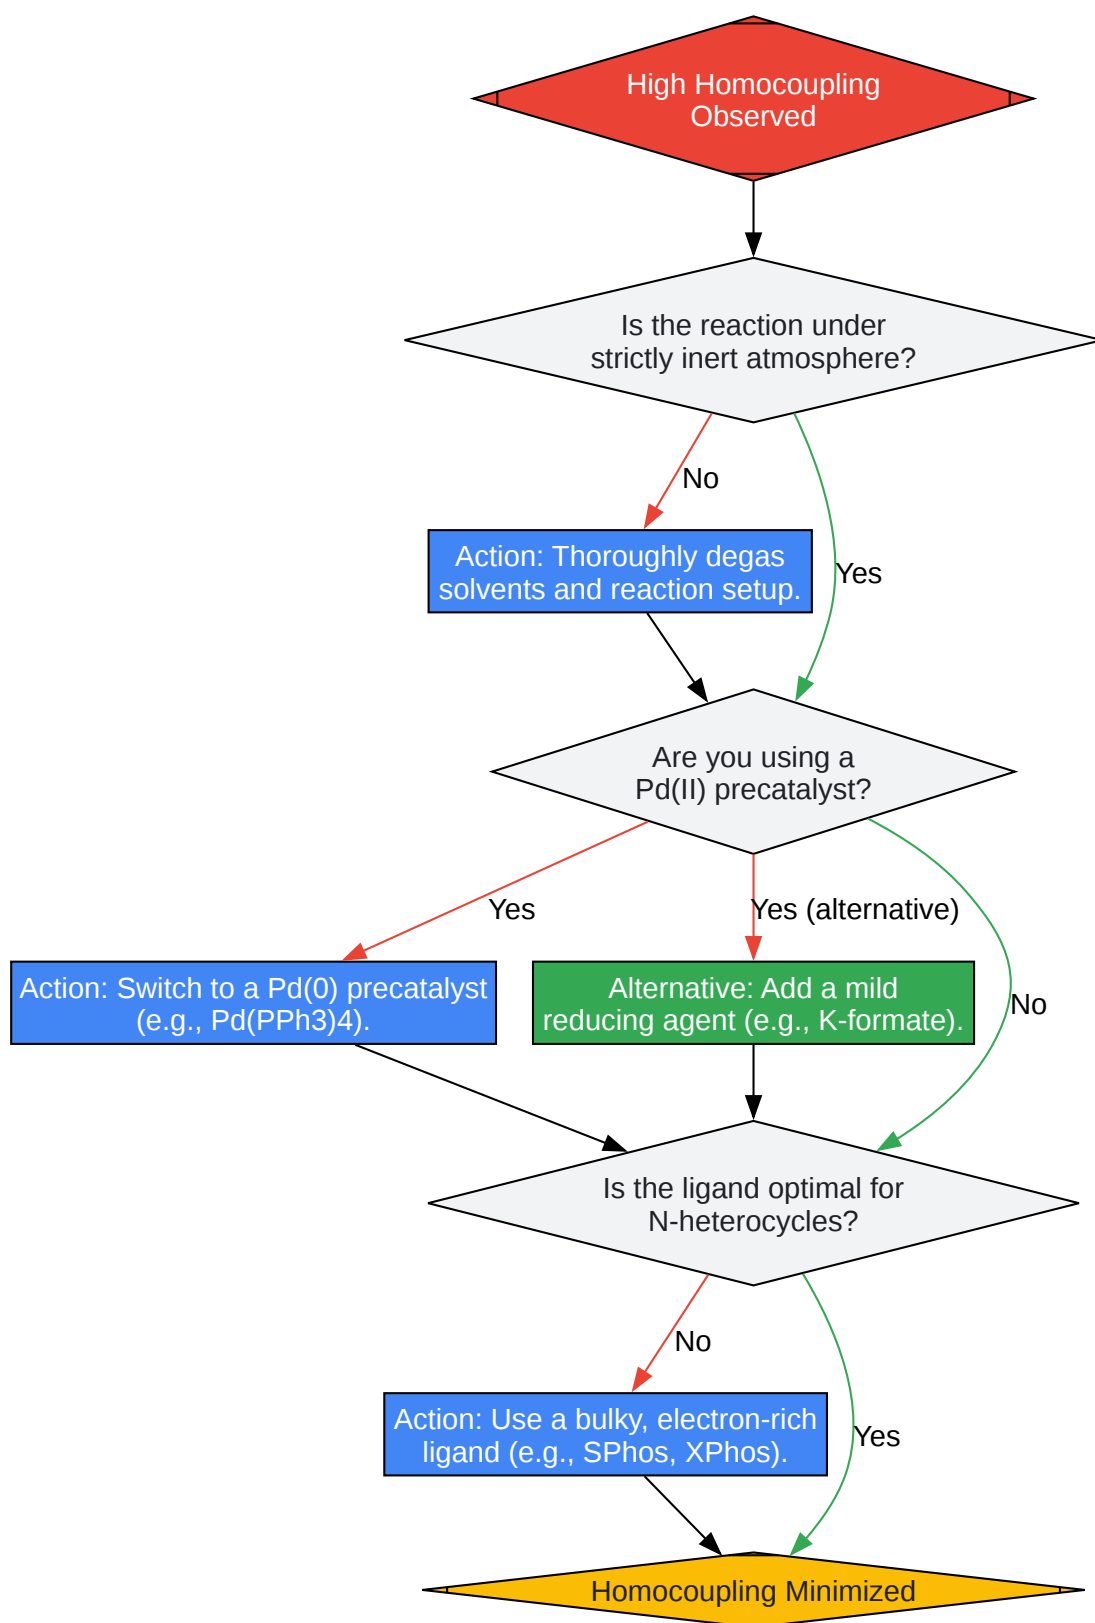 High Homocoupling
Observed
Is the reaction under
strictly inert atmosphere?
No
Action: Thoroughly degas
solvents and reaction setup.
Yes
Are you using a
Pd(II) precatalyst?
Yes
Yes (alternative)
Action: Switch to a Pd(0) precatalyst
(e.g., Pd(PPh3)4).
Alternative: Add a mild
reducing agent (e.g., K-formate).
No
Is the ligand optimal for
N-heterocycles?
No
Action: Use a bulky, electron-rich
ligand (e.g., SPhos, XPhos).
Yes
Homocoupling Minimized